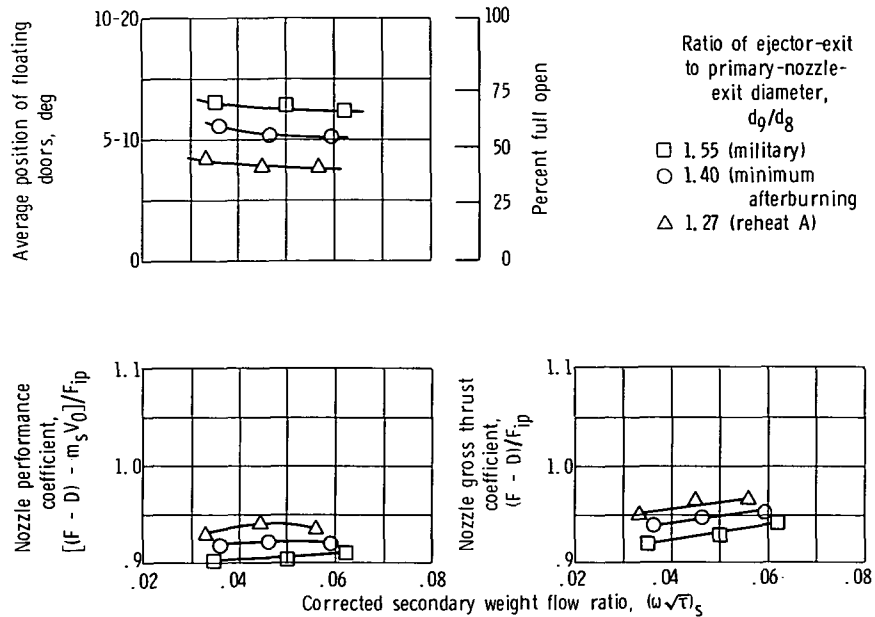 Average position of floating
doors, deg
10-20
5-10
0
Percent full open
100
75
50
25
0
Ratio of ejector-exit
to primary-nozzle-
exit diameter,
d9/d8
1.55 (military)
1.40 (minimum
afterburning
1.27 (reheat A)
Nozzle performance
coefficient,
[(F - D) - msV0]/Fip
1.1
1.0
.9
.02
.04
.06
.08
Nozzle gross thrust
coefficient,
(F - D)/Fip
1.1
1.0
.9
.02
.04
.06
.08
Corrected secondary weight flow ratio, (ω√τ)s